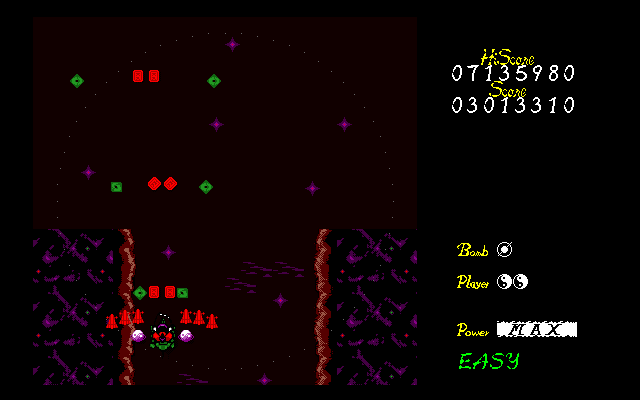 HiScore
07135980
Score
03013310
Bomb
Player
Power MAX
EASY